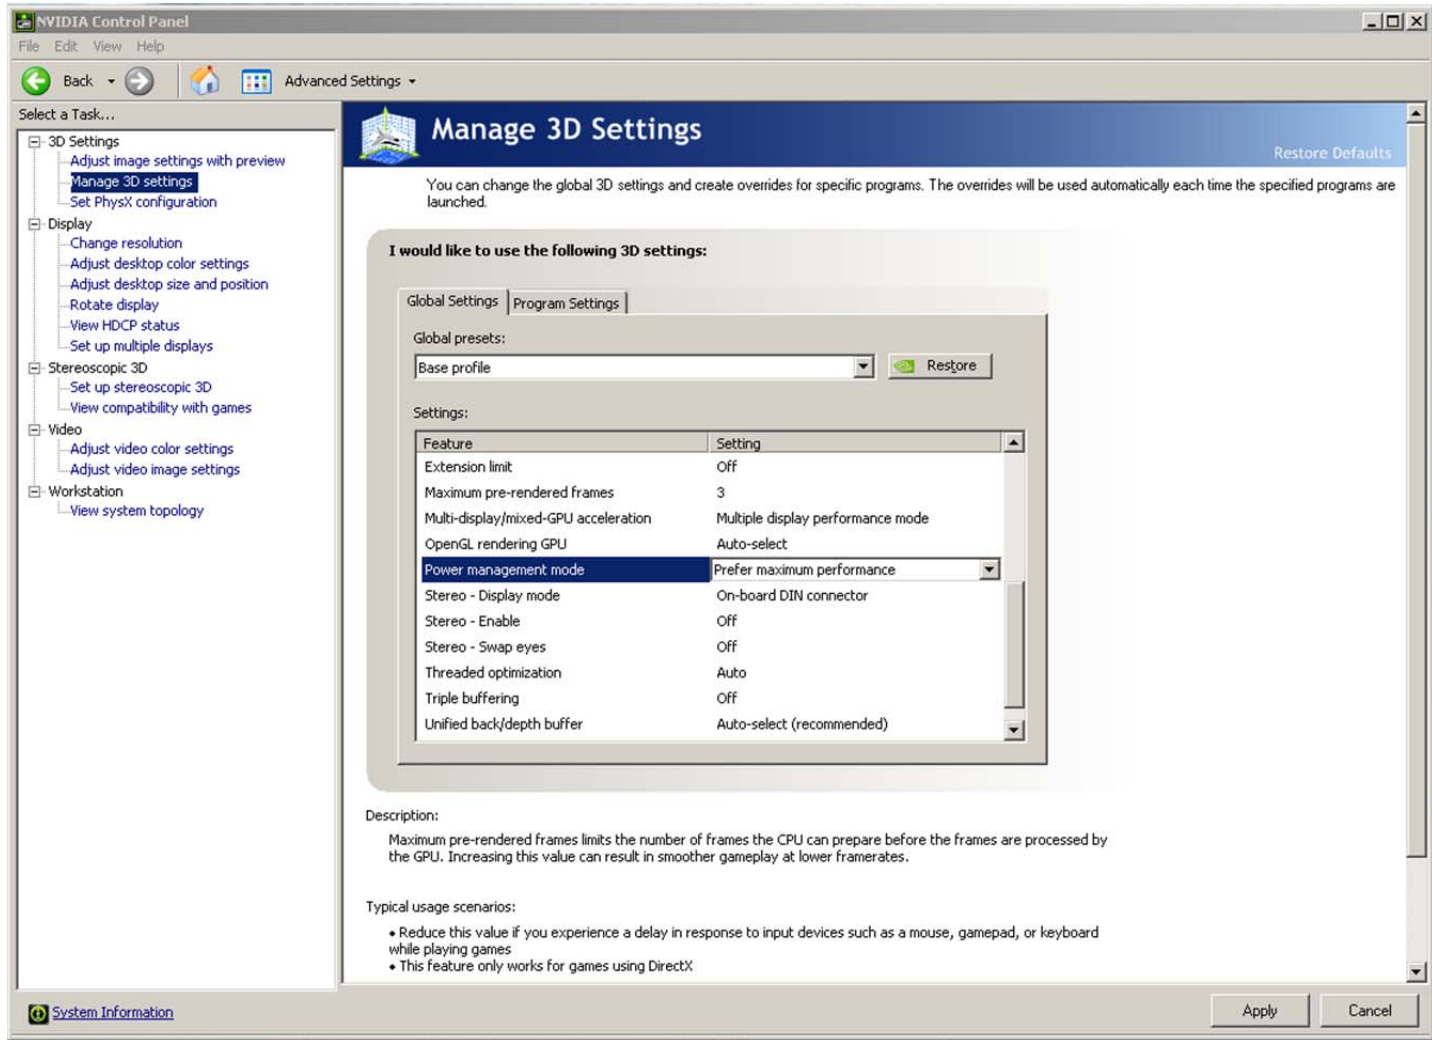 NVIDIA Control Panel
File Edit View Help
Back Advanced Settings
Select a Task...
3D Settings
Adjust image settings with preview
Manage 3D settings
Set PhysX configuration
Display
Change resolution
Adjust desktop color settings
Adjust desktop size and position
Rotate display
View HDCP status
Set up multiple displays
Stereoscopic 3D
Set up stereoscopic 3D
View compatibility with games
Video
Adjust video color settings
Adjust video image settings
Workstation
View system topology
Manage 3D Settings
Restore Defaults
You can change the global 3D settings and create overrides for specific programs. The overrides will be used automatically each time the specified programs are
launched.
I would like to use the following 3D settings:
Global Settings Program Settings
Global presets:
Base profile Restore
Settings:
Feature Setting
Extension limit Off
Maximum pre-rendered frames 3
Multi-display/mixed-GPU acceleration Multiple display performance mode
OpenGL rendering GPU Auto-select
Power management mode Prefer maximum performance
Stereo - Display mode On-board DIN connector
Stereo - Enable Off
Stereo - Swap eyes Off
Threaded optimization Auto
Triple buffering Off
Unified back/depth buffer Auto-select (recommended)
Description:
Maximum pre-rendered frames limits the number of frames the CPU can prepare before the frames are processed by
the GPU. Increasing this value can result in smoother gameplay at lower framerates.
Typical usage scenarios:
• Reduce this value if you experience a delay in response to input devices such as a mouse, gamepad, or keyboard
while playing games
• This feature only works for games using DirectX
System Information
Apply Cancel